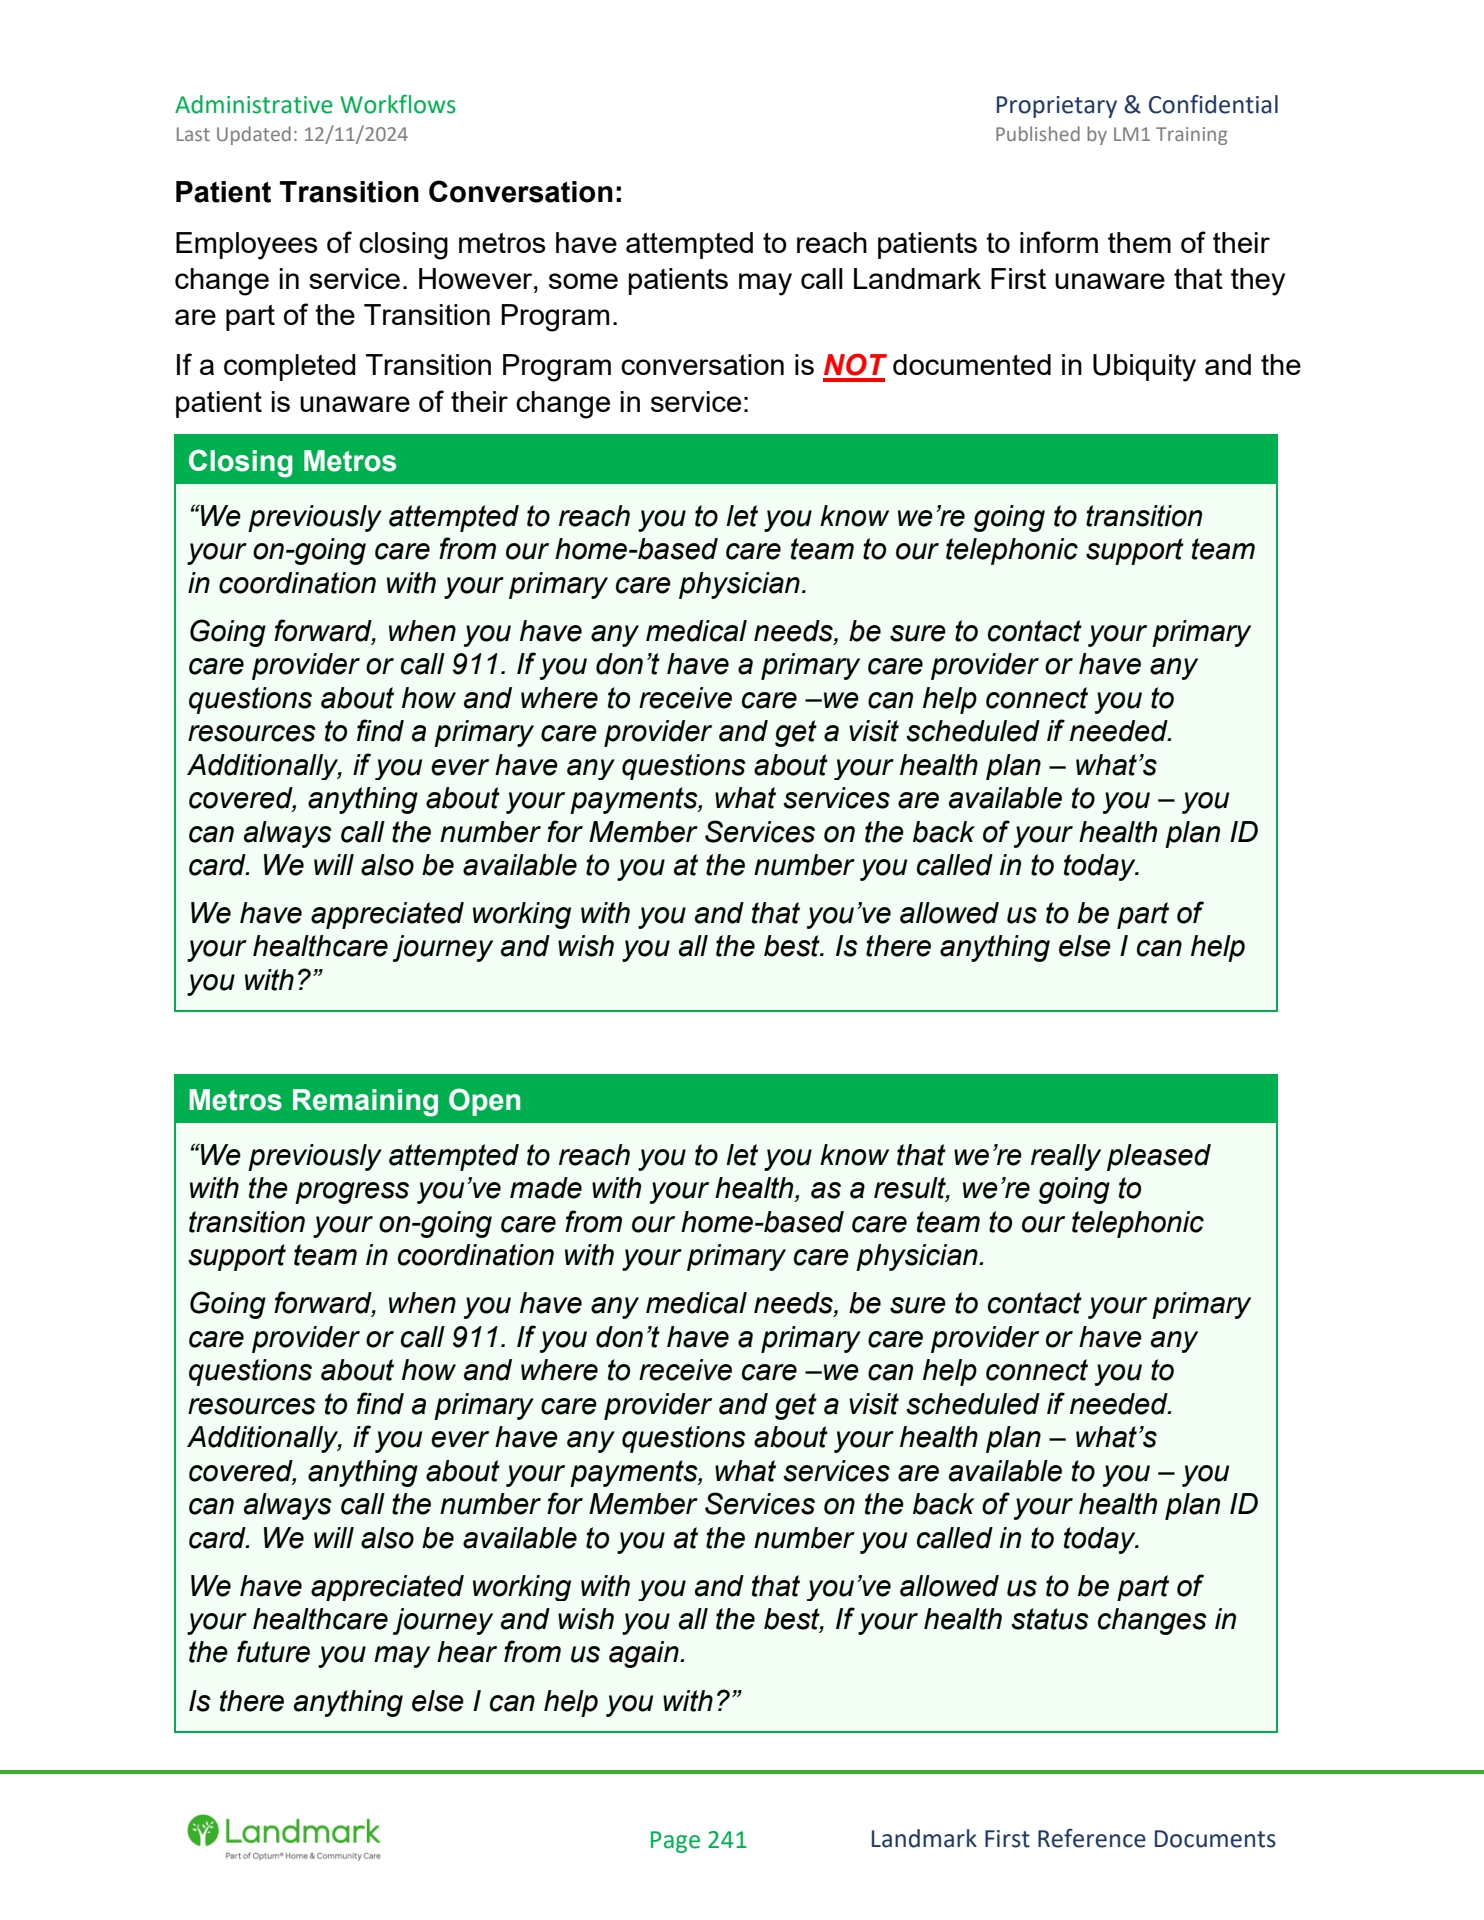 Administrative Workflows
Proprietary & Confidential
Last Updated: 12/11/2024
Published by LM1 Training
Patient Transition Conversation:
Employees of closing metros have attempted to reach patients to inform them of their
change in service. However, some patients may call Landmark First unaware that they
are part of the Transition Program.
If a completed Transition Program conversation is NOT documented in Ubiquity and the
patient is unaware of their change in service:
Closing Metros
“We previously attempted to reach you to let you know we’re going to transition
your on-going care from our home-based care team to our telephonic support team
in coordination with your primary care physician.
Going forward, when you have any medical needs, be sure to contact your primary
care provider or call 911. If you don’t have a primary care provider or have any
questions about how and where to receive care –we can help connect you to
resources to find a primary care provider and get a visit scheduled if needed.
Additionally, if you ever have any questions about your health plan – what’s
covered, anything about your payments, what services are available to you – you
can always call the number for Member Services on the back of your health plan ID
card. We will also be available to you at the number you called in to today.
We have appreciated working with you and that you’ve allowed us to be part of
your healthcare journey and wish you all the best. Is there anything else I can help
you with?”
Metros Remaining Open
“We previously attempted to reach you to let you know that we’re really pleased
with the progress you’ve made with your health, as a result, we’re going to
transition your on-going care from our home-based care team to our telephonic
support team in coordination with your primary care physician.
Going forward, when you have any medical needs, be sure to contact your primary
care provider or call 911. If you don’t have a primary care provider or have any
questions about how and where to receive care –we can help connect you to
resources to find a primary care provider and get a visit scheduled if needed.
Additionally, if you ever have any questions about your health plan – what’s
covered, anything about your payments, what services are available to you – you
can always call the number for Member Services on the back of your health plan ID
card. We will also be available to you at the number you called in to today.
We have appreciated working with you and that you’ve allowed us to be part of
your healthcare journey and wish you all the best, If your health status changes in
the future you may hear from us again.
Is there anything else I can help you with?”
Landmark
Part of Optum® Home & Community Care
Page 241
Landmark First Reference Documents